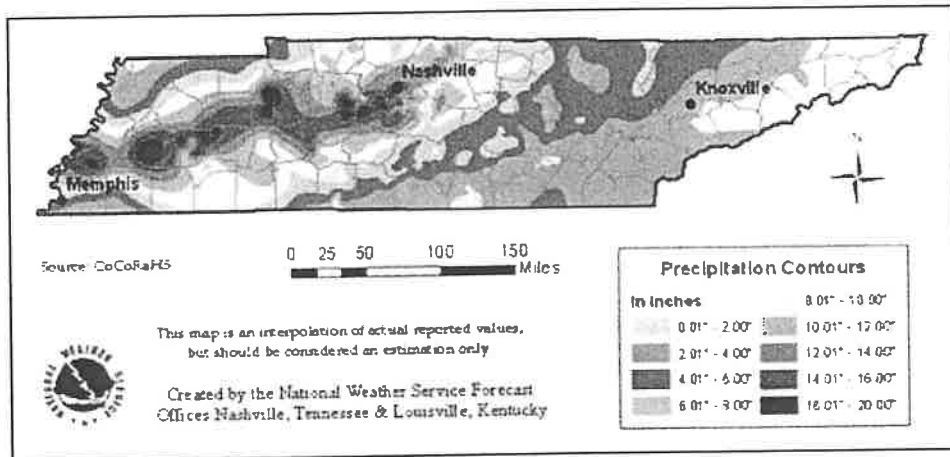 Nashville
Knoxville
Memphis
Source: CoCoRaHS
0 25 50 100 150
Miles
Precipitation Contours
In Inches
0.01" - 2.00"
2.01" - 4.00"
4.01" - 6.00"
6.01" - 8.00"
8.01" - 10.00"
10.01" - 12.00"
12.01" - 14.00"
14.01" - 16.00"
16.01" - 20.00"
This map is an interpolation of actual reported values,
but should be considered an estimation only
Created by the National Weather Service Forecast
Offices Nashville, Tennessee & Louisville, Kentucky
NATIONAL WEATHER SERVICE